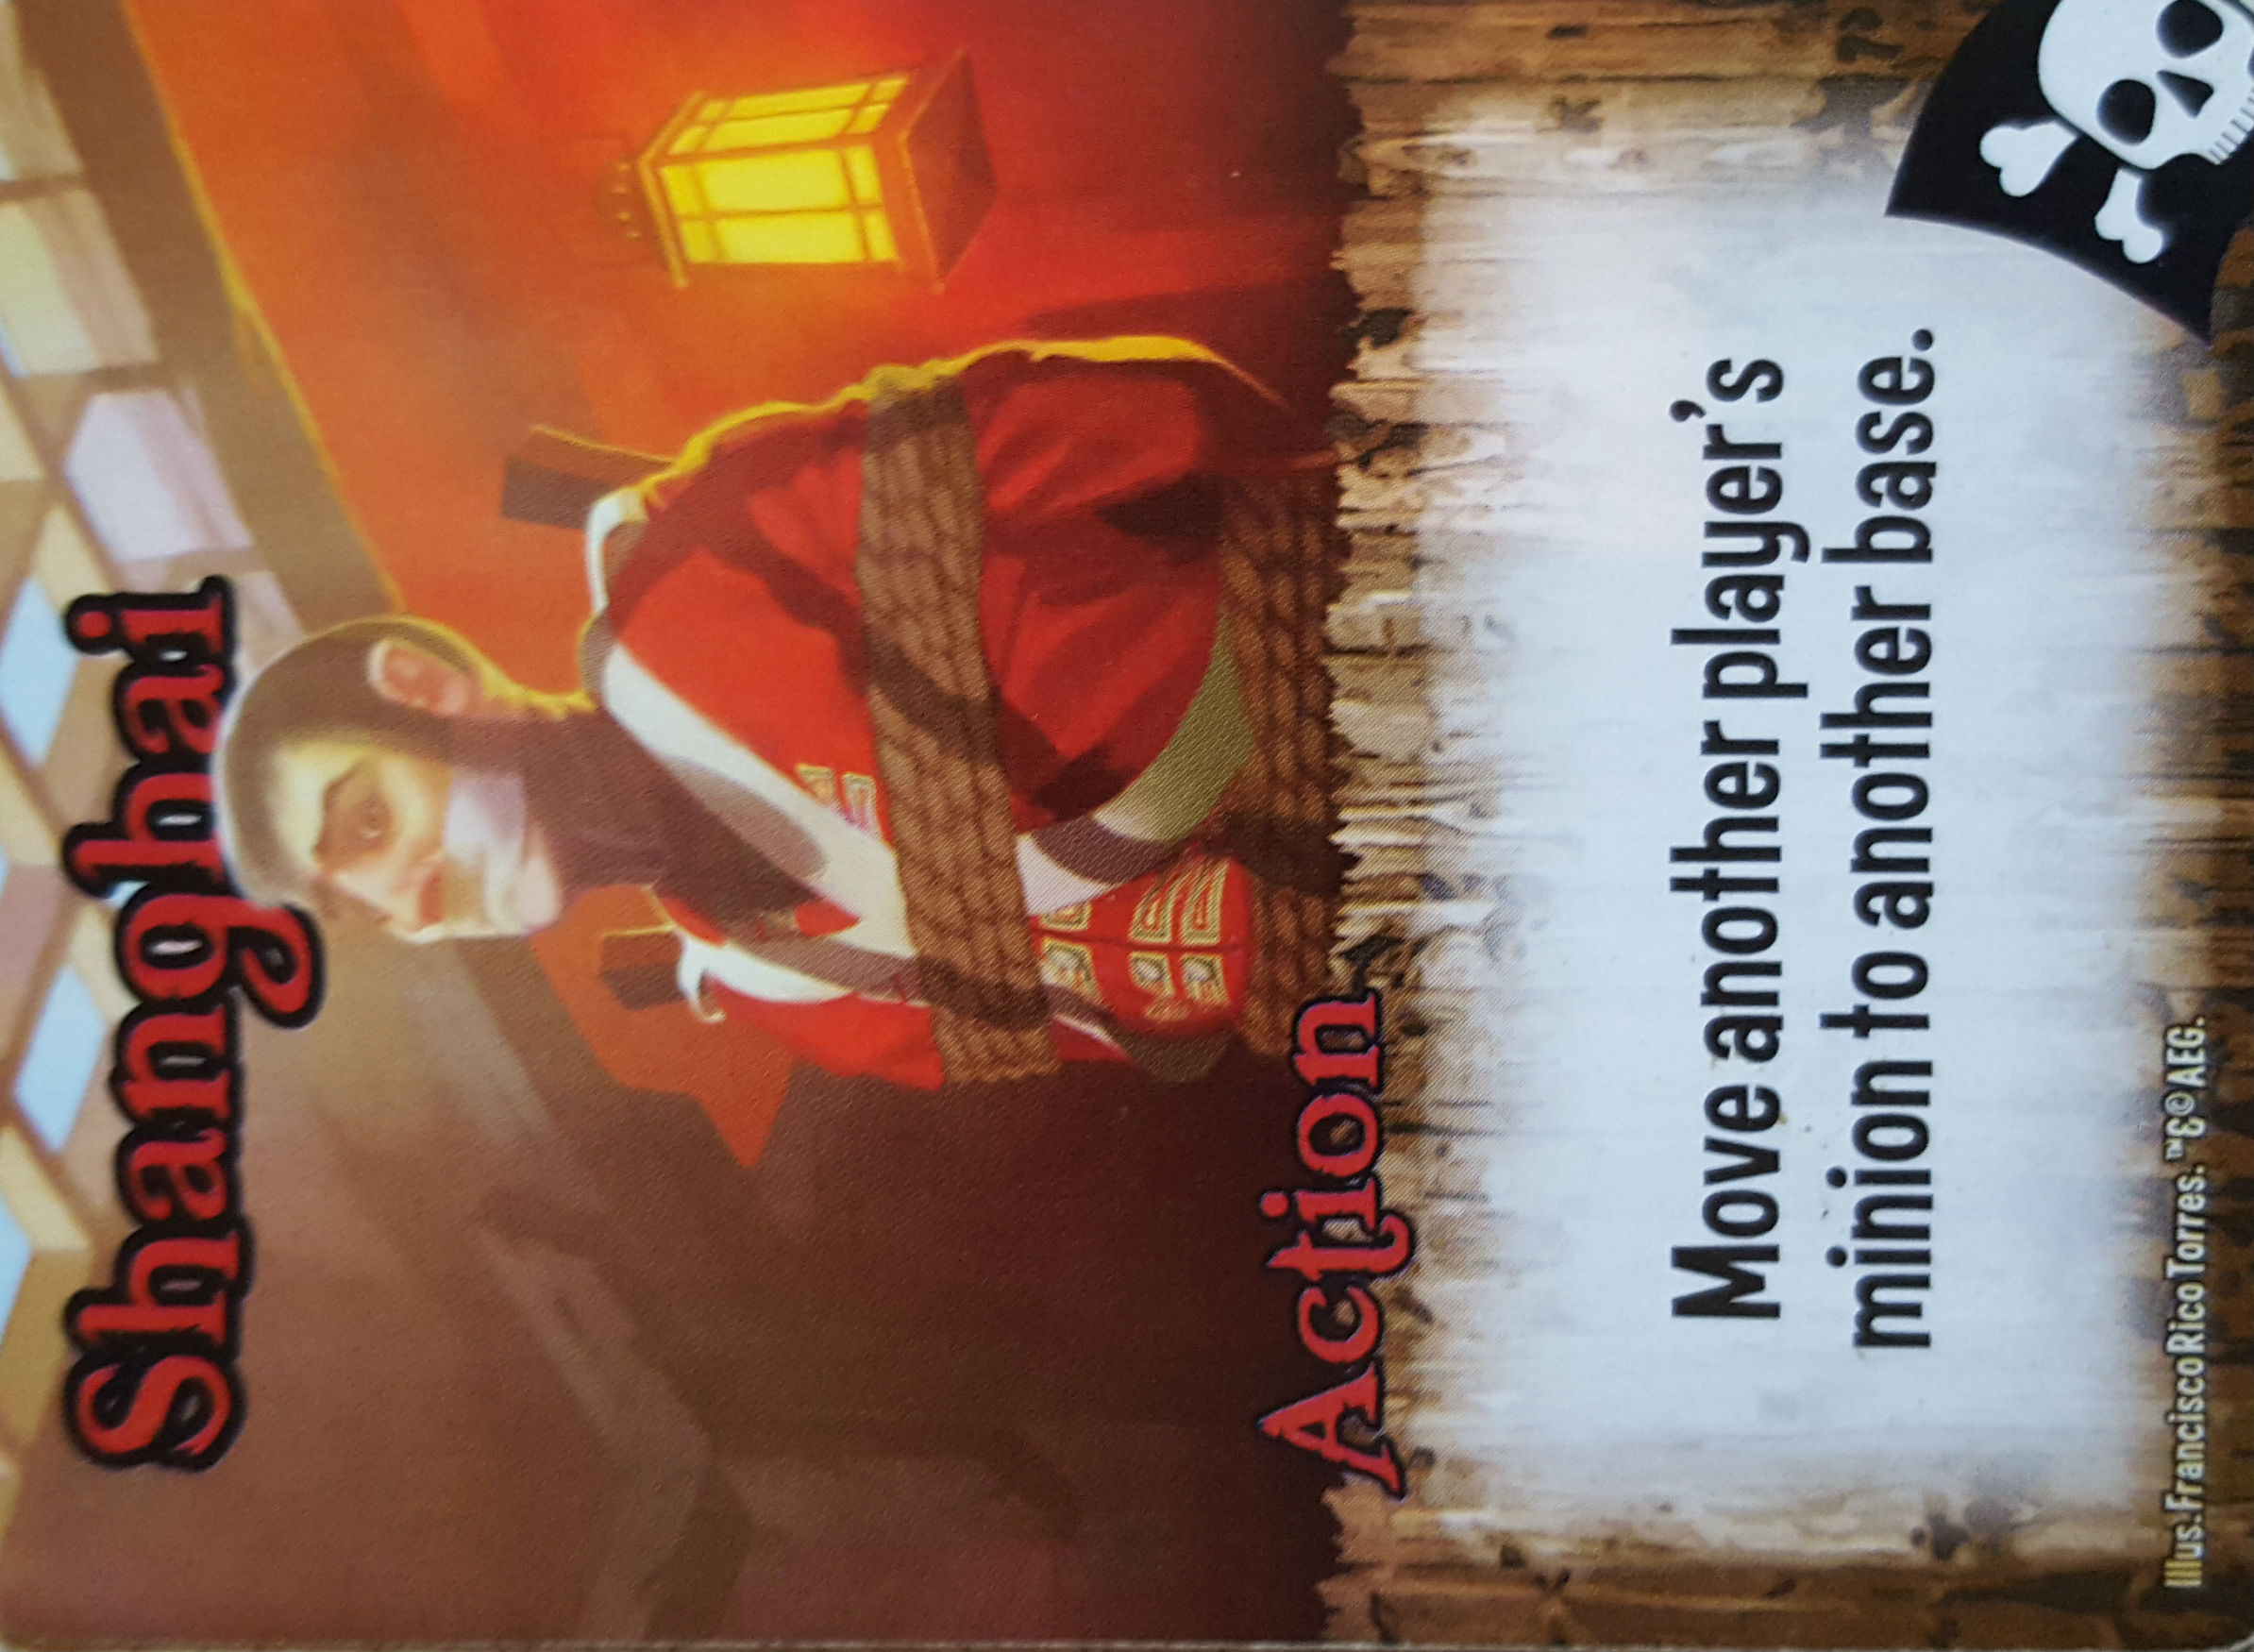 Shanghai
Action
Move another player's
minion to another base.
Illus. Francisco Rico Torres. ™&© AEG.